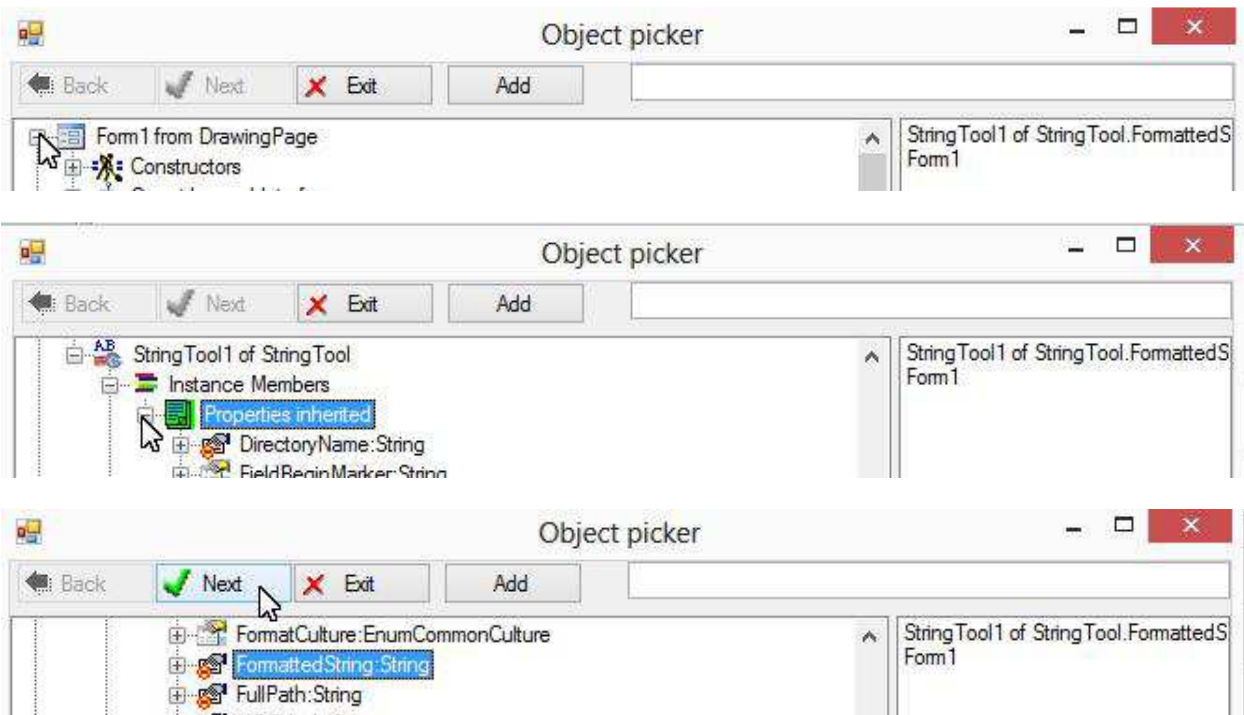 Object picker
Back Next Exit Add
Form1 from DrawingPage
Constructors
StringTool1 of StringTool.FormattedS
Form1
Object picker
Back Next Exit Add
StringTool1 of StringTool
Instance Members
Properties inherited
DirectoryName:String
FieldBeginMarker:String
StringTool1 of StringTool.FormattedS
Form1
Object picker
Back Next Exit Add
FormatCulture:EnumCommonCulture
FormattedString:String
FullPath:String
StringTool1 of StringTool.FormattedS
Form1